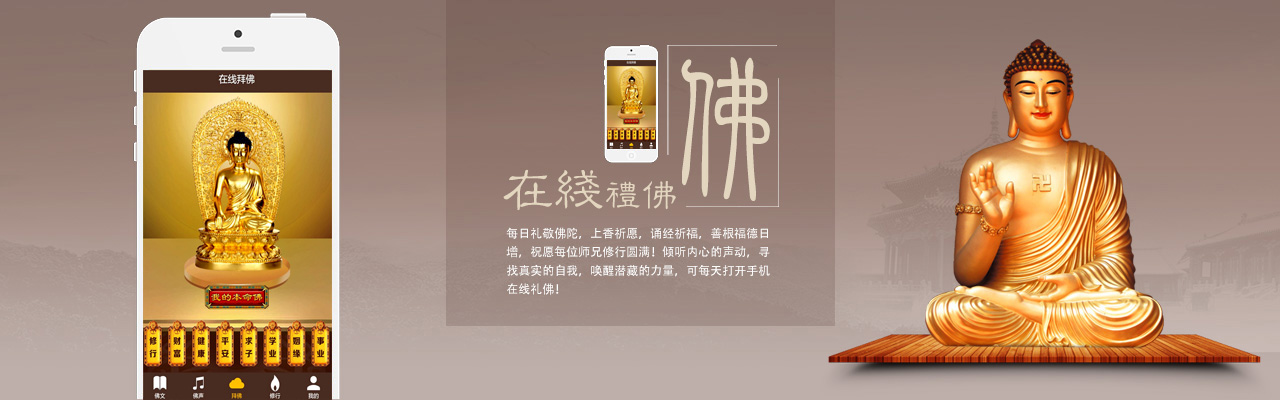 在线拜佛
我的本命佛
修行 财富 健康 平安 求子 学业 姻缘 事业
佛文 佛声 拜佛 修行 我的
佛
在綫禮佛
每日礼敬佛陀，上香祈愿，诵经祈福，善根福德日
增，祝愿每位师兄修行圆满！倾听内心的声动，寻
找真实的自我，唤醒潜藏的力量，可每天打开手机
在线礼佛！
卍